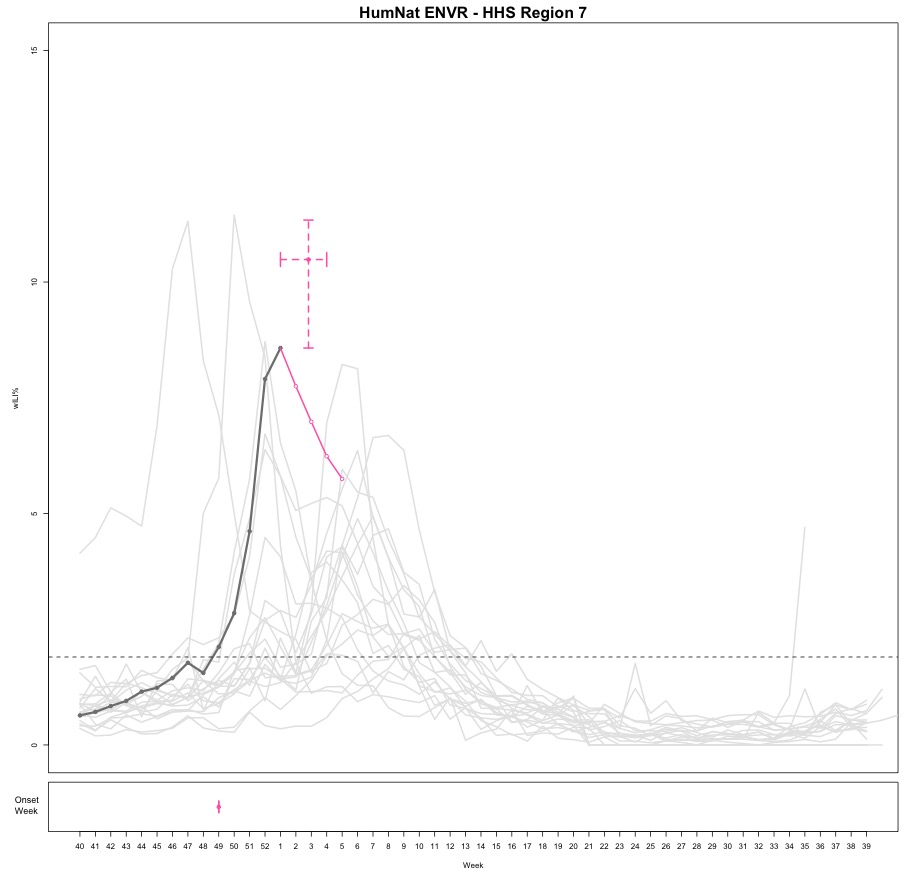 HumNat ENVR - HHS Region 7
15
10
5
0
wILI%
Onset
Week
40 41 42 43 44 45 46 47 48 49 50 51 52 1 2 3 4 5 6 7 8 9 10 11 12 13 14 15 16 17 18 19 20 21 22 23 24 25 26 27 28 29 30 31 32 33 34 35 36 37 38 39
Week